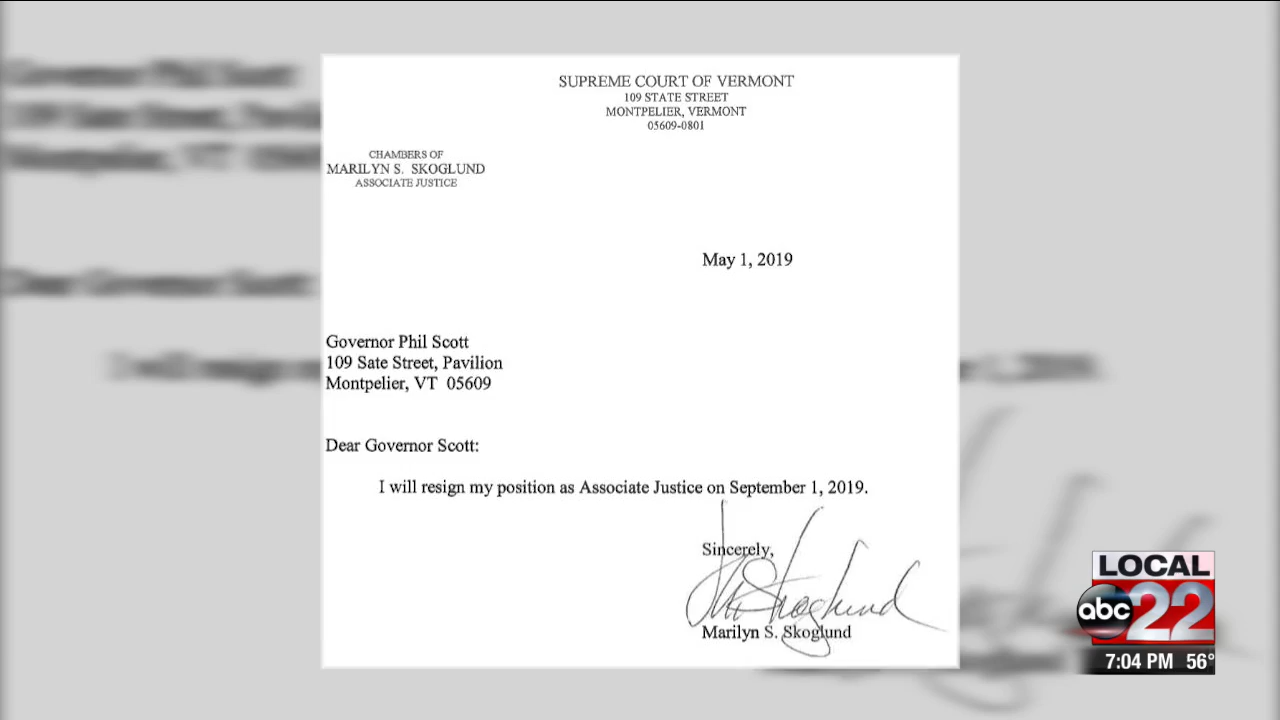 SUPREME COURT OF VERMONT
109 STATE STREET
MONTPELIER, VERMONT
05609-0801
CHAMBERS OF
MARILYN S. SKOGLUND
ASSOCIATE JUSTICE
May 1, 2019
Governor Phil Scott
109 Sate Street, Pavilion
Montpelier, VT 05609
Dear Governor Scott:
I will resign my position as Associate Justice on September 1, 2019.
Sincerely,
Marilyn S. Skoglund
LOCAL
abc 22
7:04 PM 56°